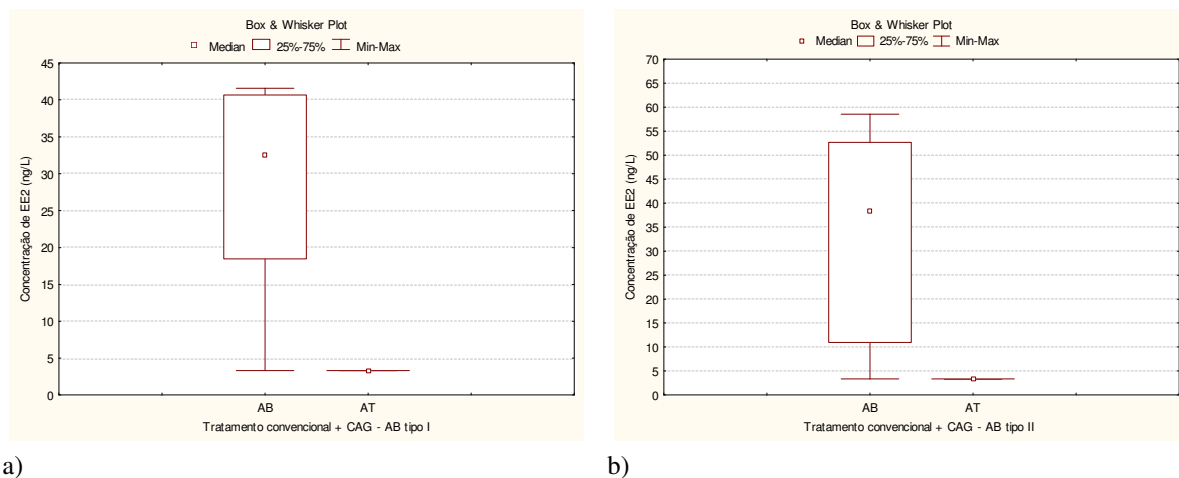 Box & Whisker Plot
Median 25%-75% Min-Max
Concentração de EE2 (ng/L)
45
40
35
30
25
20
15
10
5
0
AB AT
Tratamento convencional + CAG - AB tipo I
a)
Box & Whisker Plot
Median 25%-75% Min-Max
Concentração de EE2 (ng/L)
70
65
60
55
50
45
40
35
30
25
20
15
10
5
0
AB AT
Tratamento convencional + CAG - AB tipo II
b)